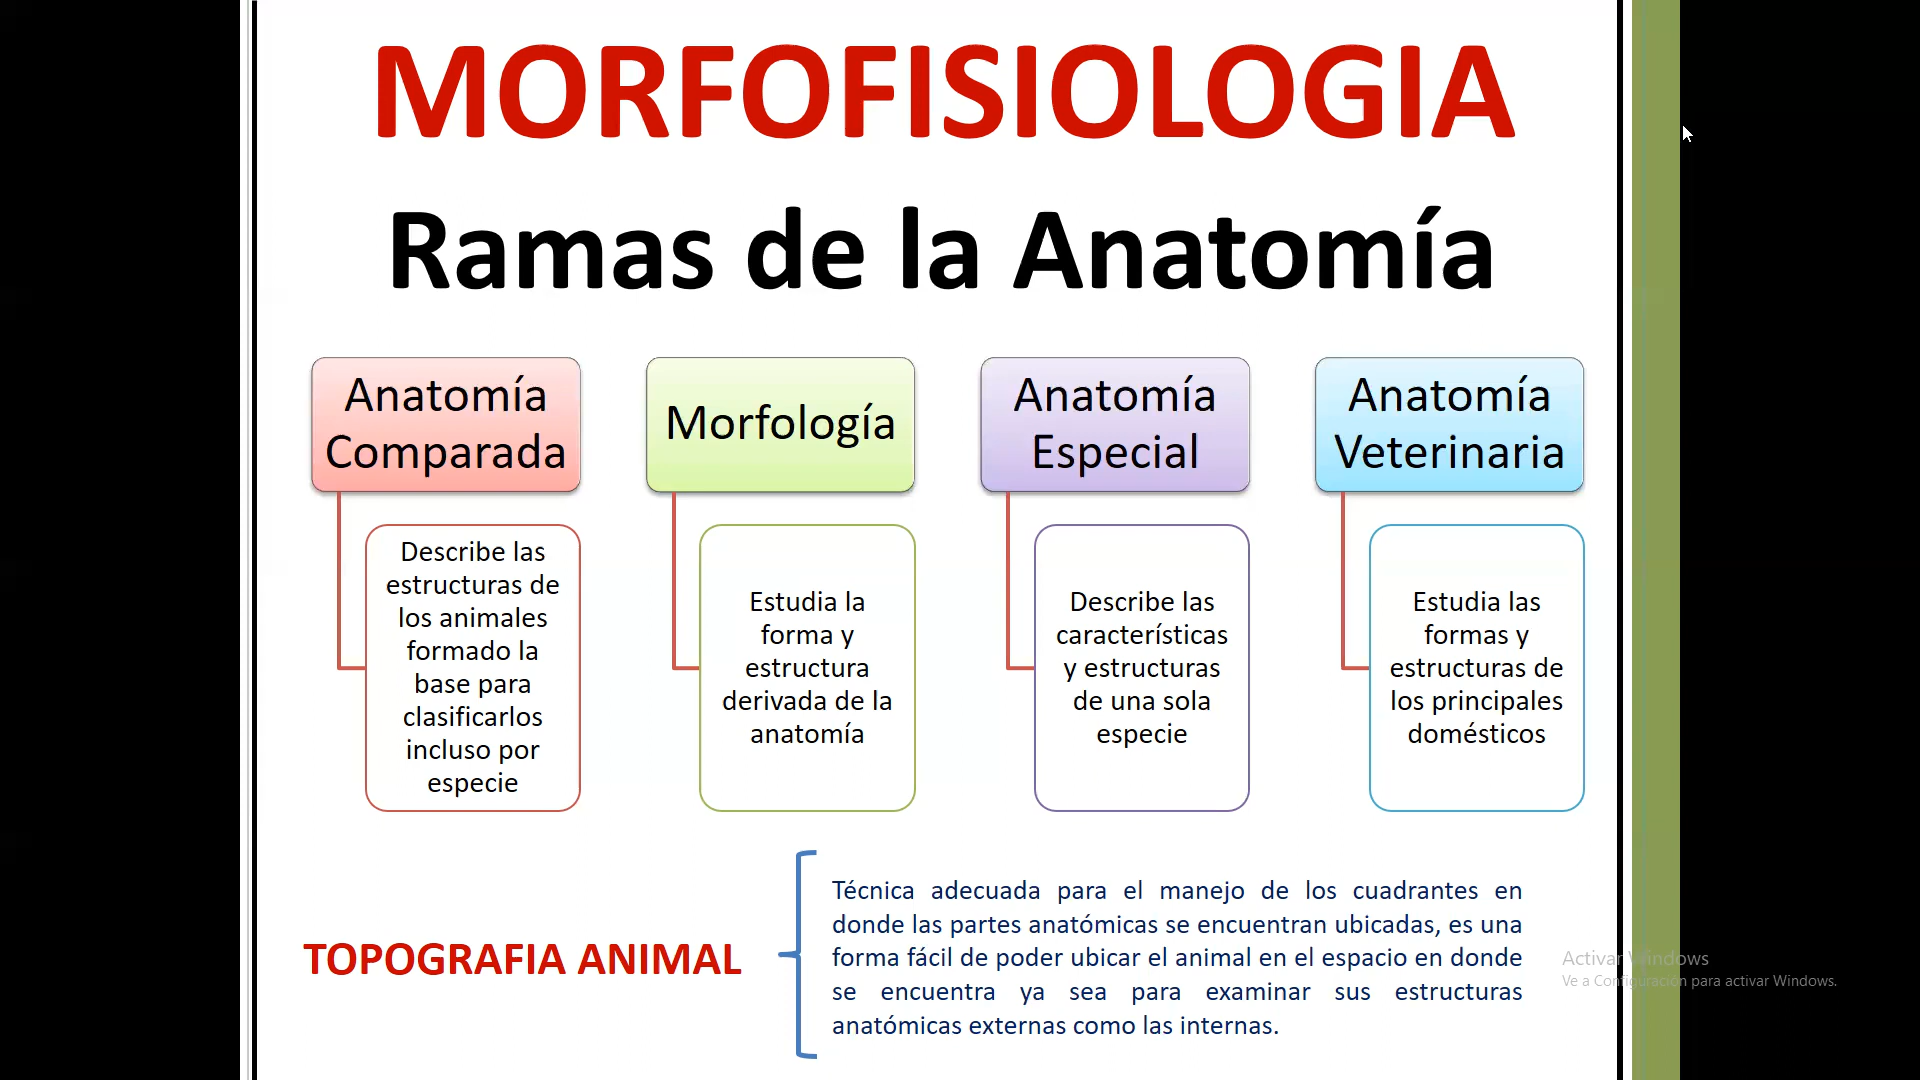 MORFOFISIOLOGIA
Ramas de la Anatomía
Anatomía
Comparada
Describe las
estructuras de
los animales
formado la
base para
clasificarlos
incluso por
especie
Morfología
Estudia la
forma y
estructura
derivada de la
anatomía
Anatomía
Especial
Describe las
características
y estructuras
de una sola
especie
Anatomía
Veterinaria
Estudia las
formas y
estructuras de
los principales
domésticos
TOPOGRAFIA ANIMAL
Técnica adecuada para el manejo de los cuadrantes en
donde las partes anatómicas se encuentran ubicadas, es una
forma fácil de poder ubicar el animal en el espacio en donde
se encuentra ya sea para examinar sus estructuras
anatómicas externas como las internas.
Activar Windows
Ve a Configuración para activar Windows.